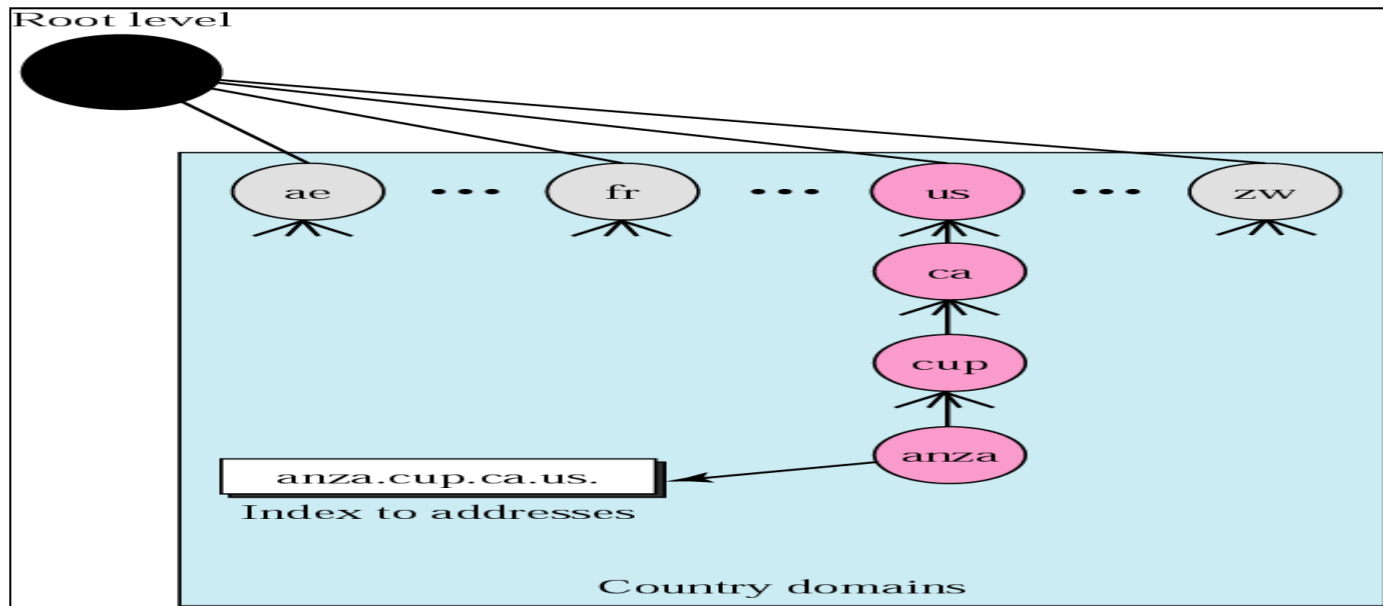 Root level
ae ••• fr ••• us ••• zw
ca
cup
anza
anza.cup.ca.us.
Index to addresses
Country domains